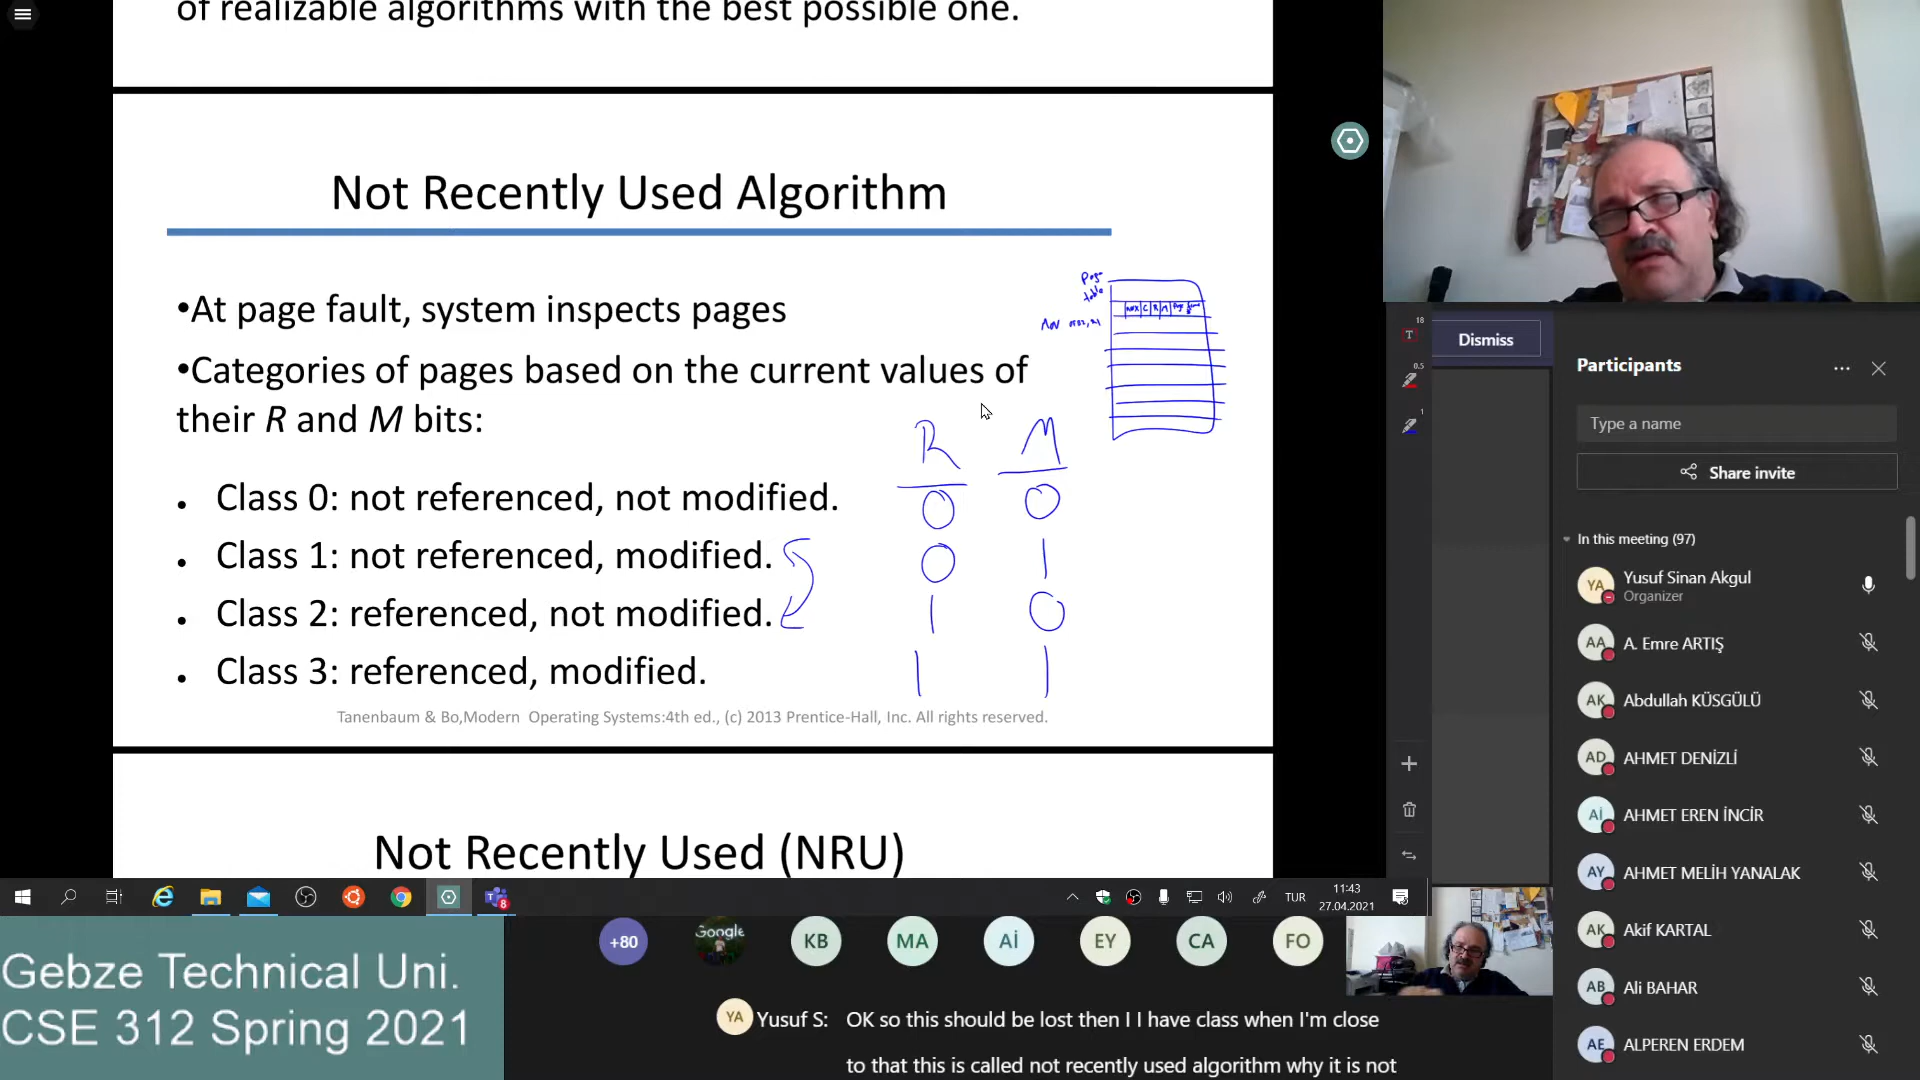 of realizable algorithms with the best possible one.
Not Recently Used Algorithm
•At page fault, system inspects pages
•Categories of pages based on the current values of
their R and M bits:
• Class 0: not referenced, not modified.
• Class 1: not referenced, modified.
• Class 2: referenced, not modified.
• Class 3: referenced, modified.
Page
table
C R M Page
R M
0 0
0 1
1 0
1 1
Tanenbaum & Bo,Modern Operating Systems:4th ed., (c) 2013 Prentice-Hall, Inc. All rights reserved.
Not Recently Used (NRU)
18
T
0.5
1
Dismiss
Participants
Type a name
Share invite
In this meeting (97)
YA Yusuf Sinan Akgul
Organizer
AA A. Emre ARTIŞ
AK Abdullah KÜSGÜLÜ
AD AHMET DENİZLİ
Aİ AHMET EREN İNCİR
AY AHMET MELİH YANALAK
AK Akif KARTAL
AB Ali BAHAR
AE ALPEREN ERDEM
8
TUR
11:43
27.04.2021
Gebze Technical Uni.
CSE 312 Spring 2021
+80 Google KB MA Aİ EY CA FO
YA Yusuf S: OK so this should be lost then I I have class when I'm close
to that this is called not recently used algorithm why it is not